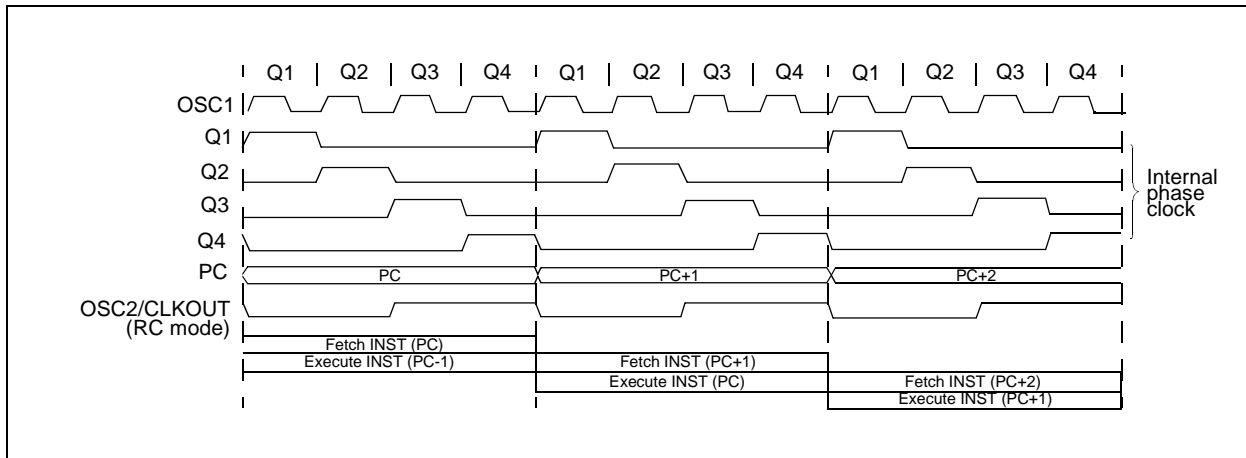 Q1 Q2 Q3 Q4 Q1 Q2 Q3 Q4 Q1 Q2 Q3 Q4
OSC1
Q1
Q2
Q3
Q4
PC
PC PC+1 PC+2
OSC2/CLKOUT
(RC mode)
Internal
phase
clock
Fetch INST (PC)
Execute INST (PC-1) Fetch INST (PC+1)
Execute INST (PC) Fetch INST (PC+2)
Execute INST (PC+1)